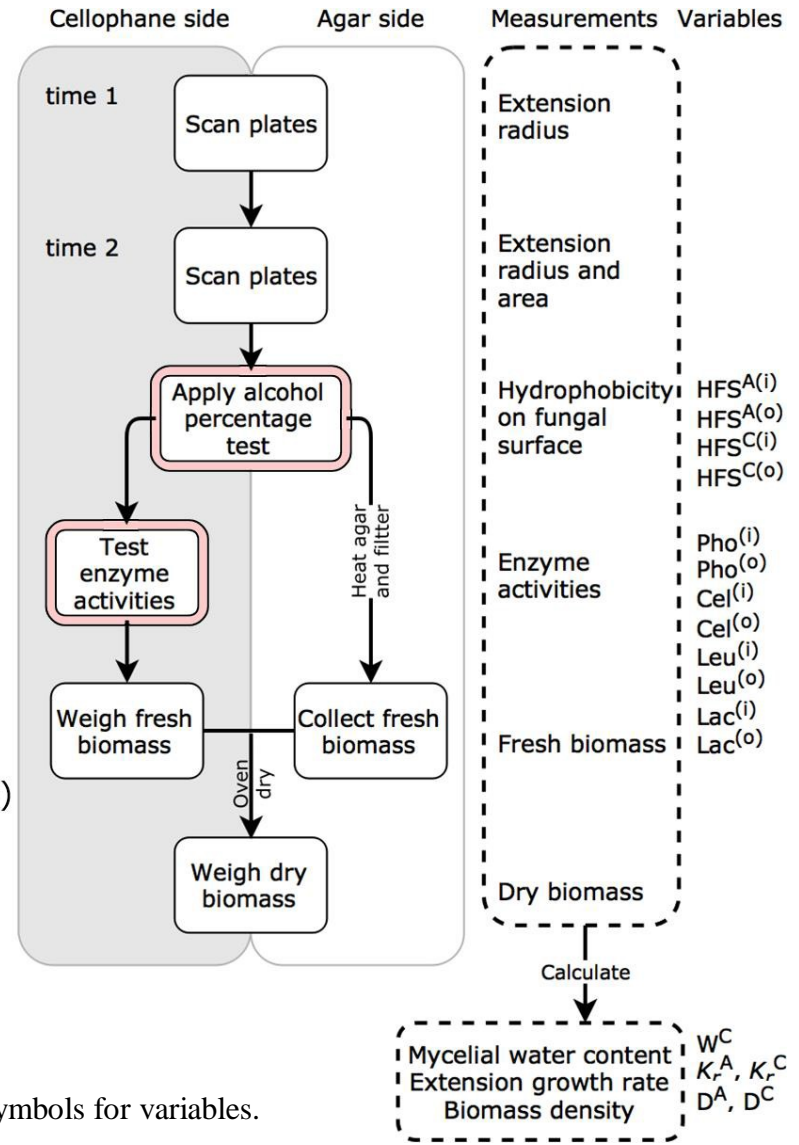 Cellophane side
Agar side
Measurements
Variables
time 1
Scan plates
Extension
radius
time 2
Scan plates
Extension
radius and
area
Apply alcohol
percentage
test
Hydrophobicity
on fungal
surface
HFS^A(i)
HFS^A(o)
HFS^C(i)
HFS^C(o)
Test
enzyme
activities
Heat agar
and filtter
Enzyme
activities
Pho^(i)
Pho^(o)
Cel^(i)
Cel^(o)
Leu^(i)
Leu^(o)
Lac^(i)
Lac^(o)
Weigh fresh
biomass
Collect fresh
biomass
Fresh biomass
)
Oven
dry
Weigh dry
biomass
Dry biomass
Calculate
Mycelial water content
Extension growth rate
Biomass density
W^C
K_r^A, K_r^C
D^A, D^C
ymbols for variables.